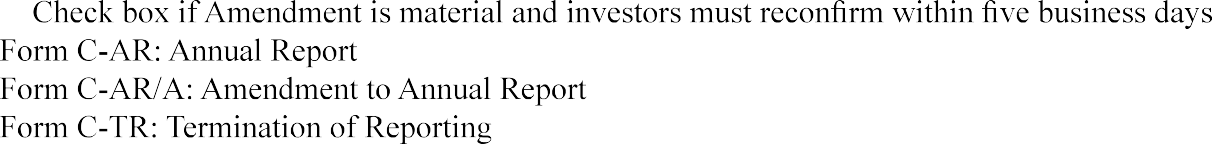 Check box if Amendment is material and investors must reconfirm within five business days
Form C-AR: Annual Report
Form C-AR/A: Amendment to Annual Report
Form C-TR: Termination of Reporting